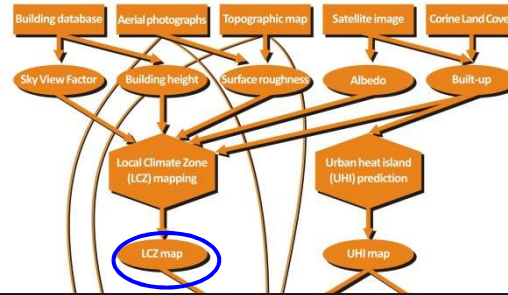 Building database
Aerial photographs
Topographic map
Satellite image
Corine Land Cove
Sky View Factor
Building height
Surface roughness
Albedo
Built-up
Local Climate Zone
(LCZ) mapping
Urban heat island
(UHI) prediction
LCZ map
UHI map